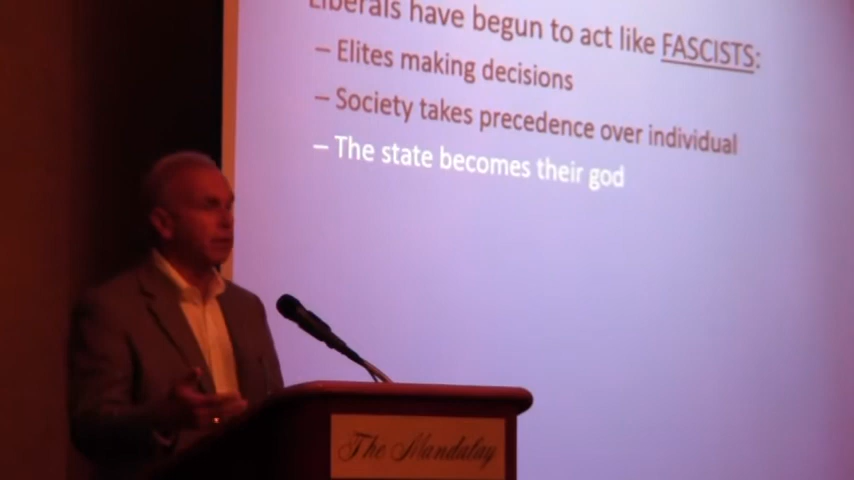 Liberals have begun to act like FASCISTS:
– Elites making decisions
– Society takes precedence over individual
– The state becomes their god
The Mandalay